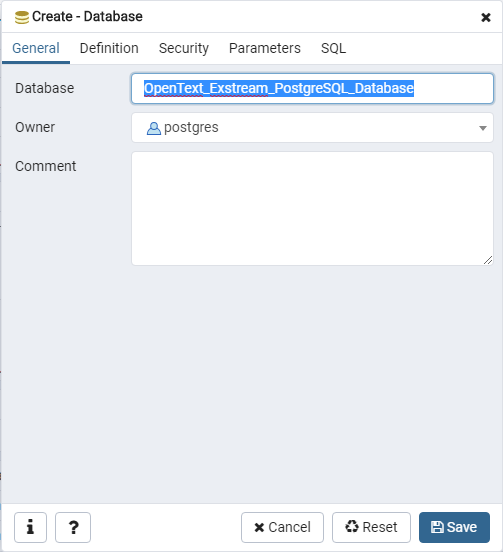 Create - Database
General Definition Security Parameters SQL
Database OpenText_Exstream_PostgreSQL_Database
Owner postgres
Comment
i ? Cancel Reset Save